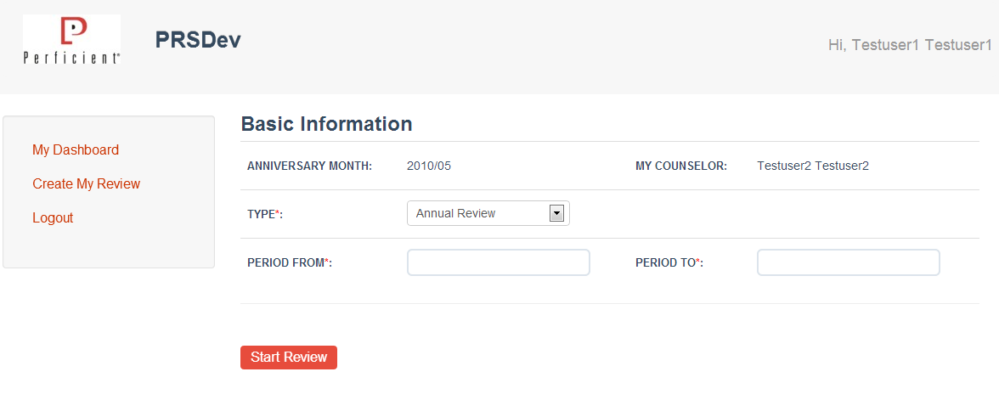 P
Perficient®
PRSDev
Hi, Testuser1 Testuser1
My Dashboard
Create My Review
Logout
Basic Information
ANNIVERSARY MONTH: 2010/05 MY COUNSELOR: Testuser2 Testuser2
TYPE*: Annual Review
PERIOD FROM*: PERIOD TO*:
Start Review